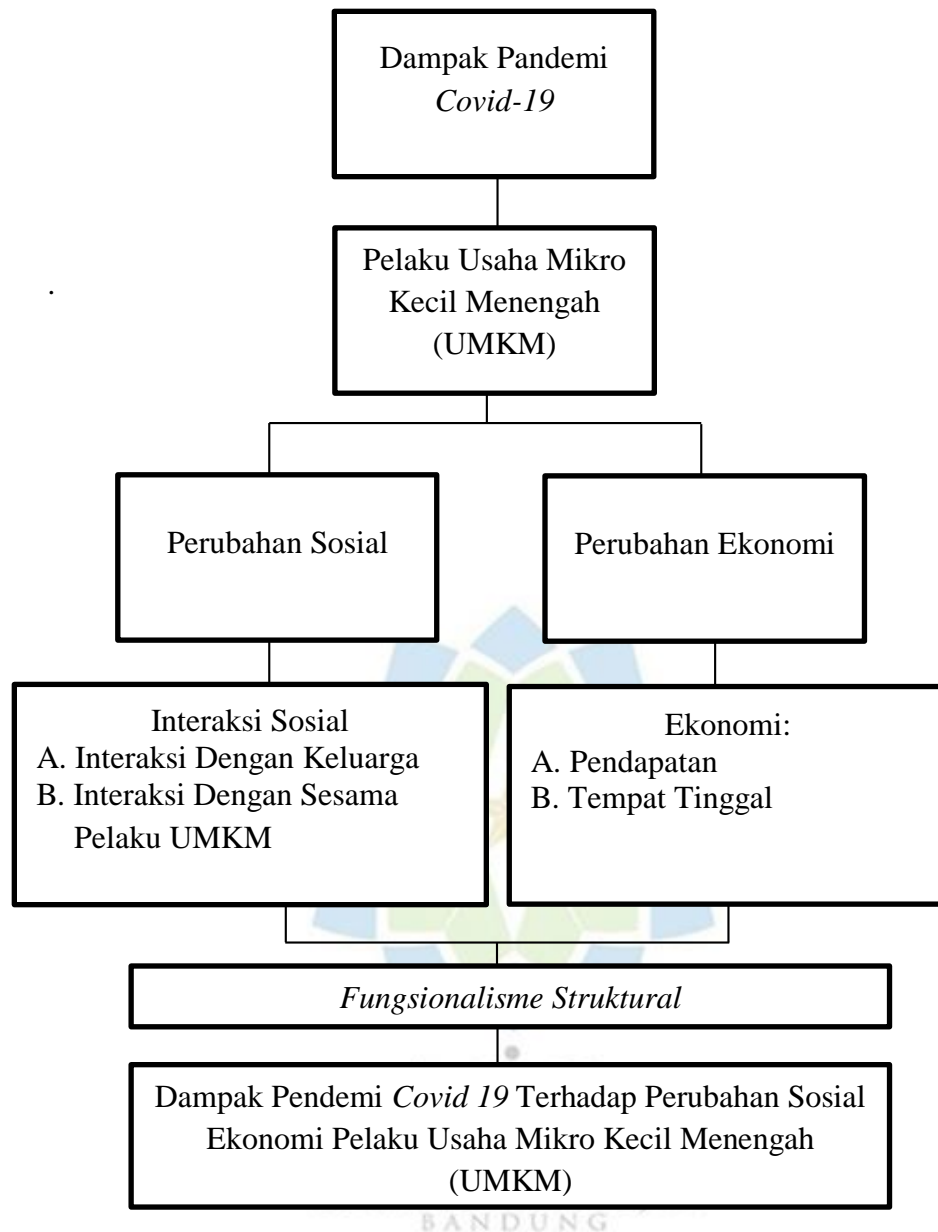 Dampak Pandemi
Covid-19
Pelaku Usaha Mikro
Kecil Menengah
(UMKM)
.
Perubahan Sosial
Perubahan Ekonomi
Interaksi Sosial
A. Interaksi Dengan Keluarga
B. Interaksi Dengan Sesama
Pelaku UMKM
Ekonomi:
A. Pendapatan
B. Tempat Tinggal
Fungsionalisme Struktural
Dampak Pendemi Covid 19 Terhadap Perubahan Sosial
Ekonomi Pelaku Usaha Mikro Kecil Menengah
(UMKM)
BANDUNG